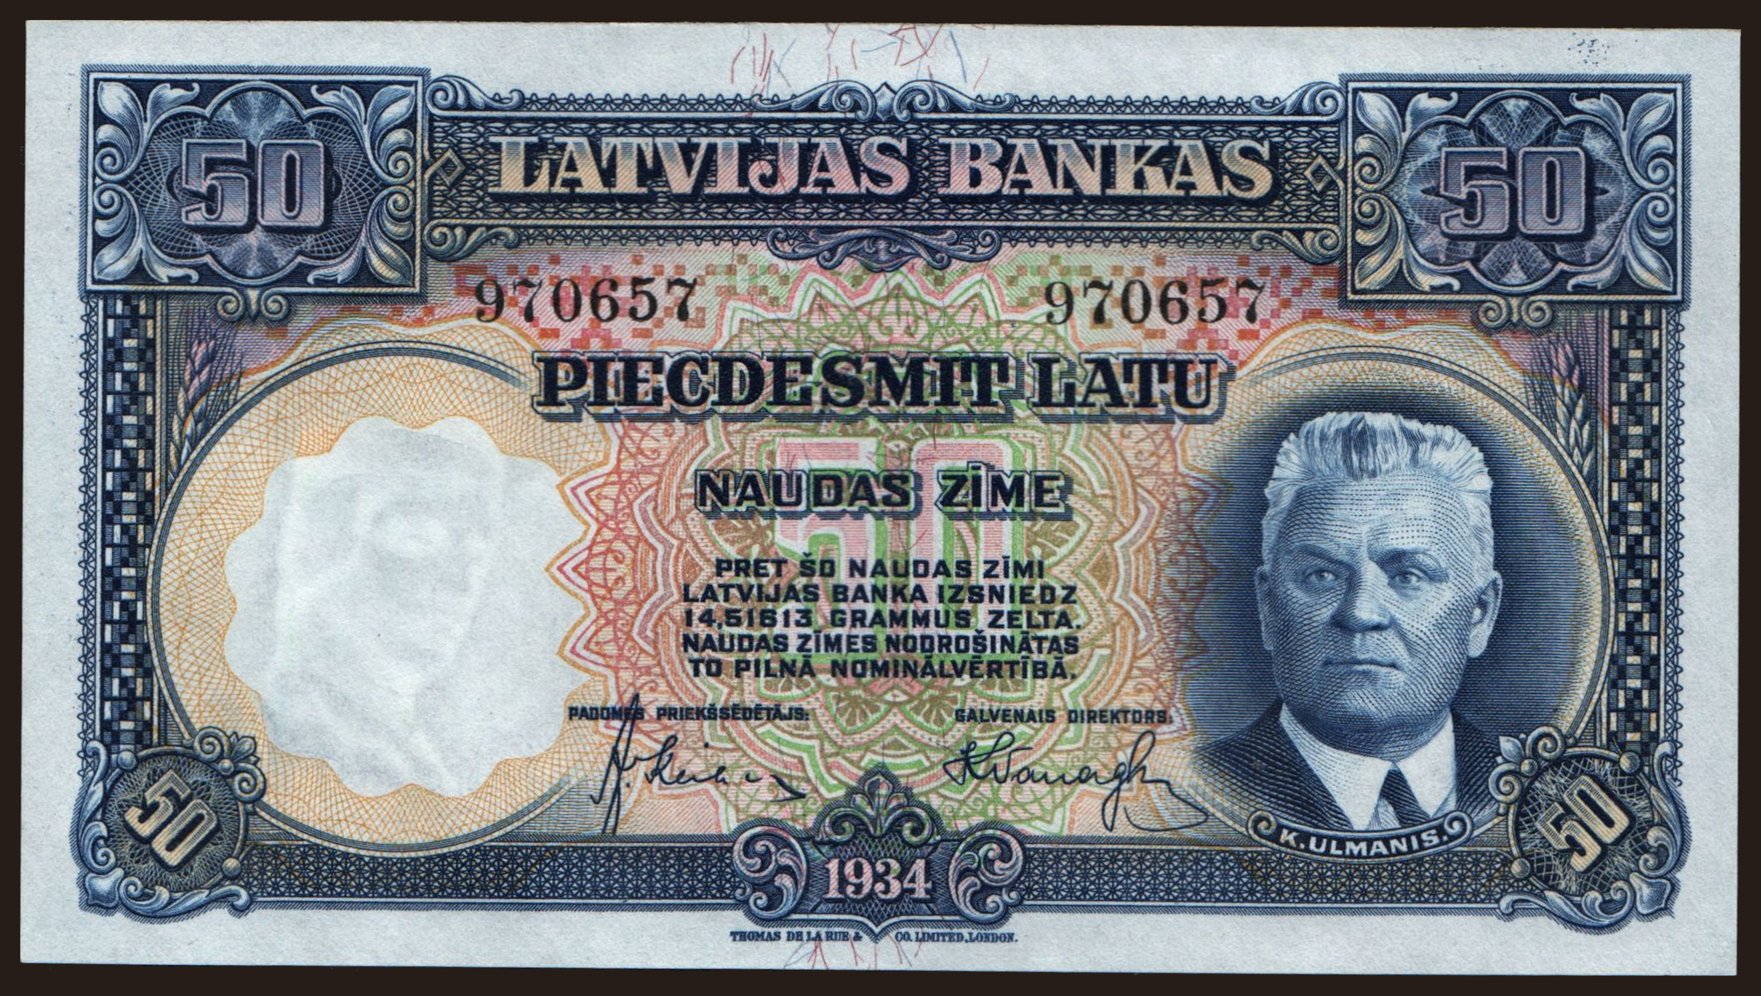 50 LATVIJAS BANKAS 50
970657 970657
PIECDESMIT LATU
NAUDAS ZĪME
50
PRET ŠO NAUDAS ZĪMI
LATVIJAS BANKA IZSNIEDZ
14,51613 GRAMMUS ZELTA.
NAUDAS ZĪMES NODROŠINĀTAS
TO PILNĀ NOMINĀLVĒRTĪBĀ.
PADOMES PRIEKŠSĒDĒTĀJS: GALVENAIS DIREKTORS.
K. ULMANIS.
50 1934 50
THOMAS DE LA RUE & CO. LIMITED, LONDON.